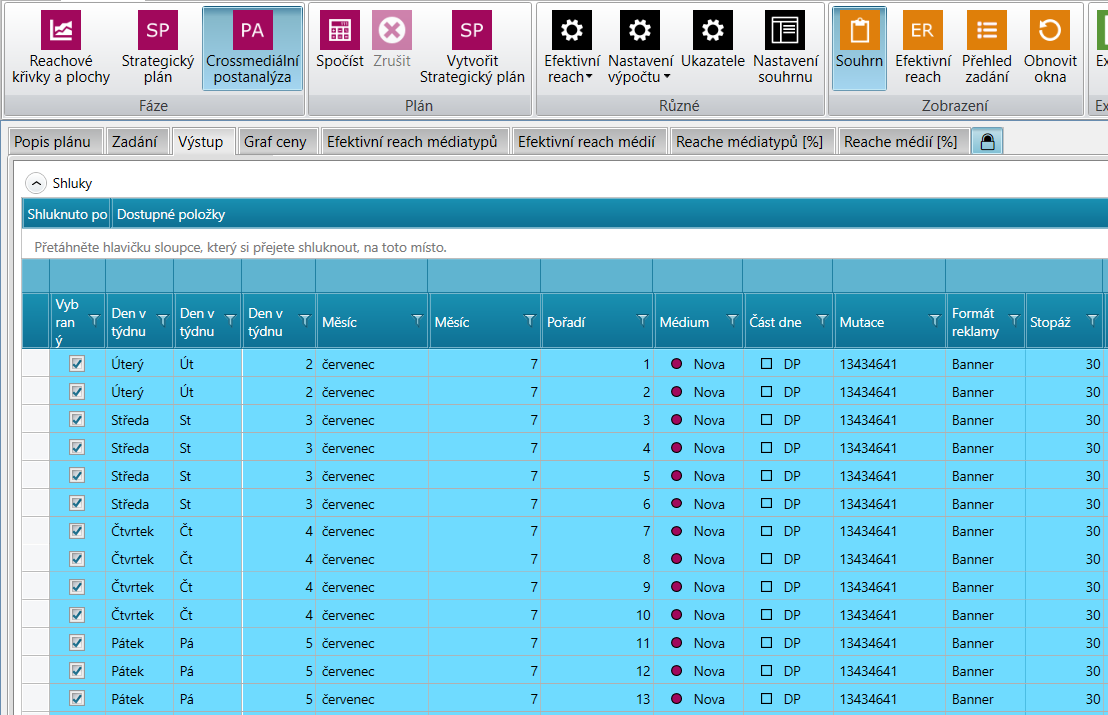 SP PA SP ER
Reachové křivky a plochy
Strategický plán
Crossmediální postanalýza
Spočíst
Zrušit
Vytvořit Strategický plán
Efektivní reach
Nastavení výpočtu
Ukazatele
Nastavení souhrnu
Souhrn
Efektivní reach
Přehled zadání
Obnovit okna
Ex
Fáze
Plán
Různé
Zobrazení
Ex
Popis plánu Zadání Výstup Graf ceny Efektivní reach médiatypů Efektivní reach médií Reache médiatypů [%] Reache médií [%]
Shluky
Shluknuto po Dostupné položky
Přetáhněte hlavičku sloupce, který si přejete shluknout, na toto místo.
Vybraný Den v týdnu Den v týdnu Den v týdnu Měsíc Měsíc Pořadí Médium Část dne Mutace Formát reklamy Stopáž
Úterý Út 2 červenec 7 1 Nova DP 13434641 Banner 30
Úterý Út 2 červenec 7 2 Nova DP 13434641 Banner 30
Středa St 3 červenec 7 3 Nova DP 13434641 Banner 30
Středa St 3 červenec 7 4 Nova DP 13434641 Banner 30
Středa St 3 červenec 7 5 Nova DP 13434641 Banner 30
Středa St 3 červenec 7 6 Nova DP 13434641 Banner 30
Čtvrtek Čt 4 červenec 7 7 Nova DP 13434641 Banner 30
Čtvrtek Čt 4 červenec 7 8 Nova DP 13434641 Banner 30
Čtvrtek Čt 4 červenec 7 9 Nova DP 13434641 Banner 30
Čtvrtek Čt 4 červenec 7 10 Nova DP 13434641 Banner 30
Pátek Pá 5 červenec 7 11 Nova DP 13434641 Banner 30
Pátek Pá 5 červenec 7 12 Nova DP 13434641 Banner 30
Pátek Pá 5 červenec 7 13 Nova DP 13434641 Banner 30